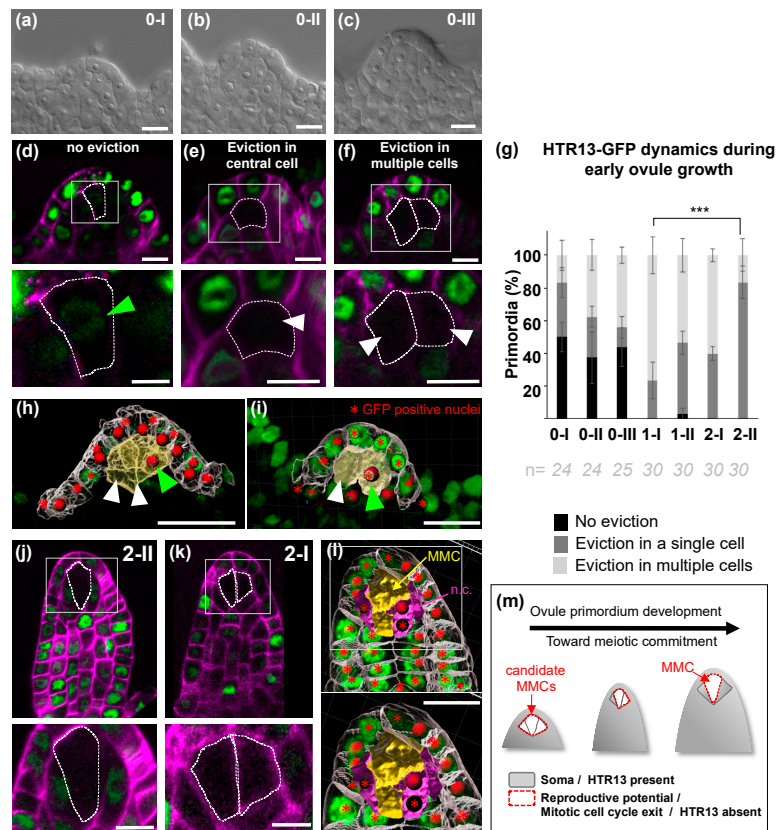 (a) 0-I
(b) 0-II
(c) 0-III
(d) no eviction
(e) Eviction in
central cell
(f) Eviction in
multiple cells
(g) HTR13-GFP dynamics during
early ovule growth
***
Primordia (%)
100
80
60
40
20
0-I 0-II 0-III 1-I 1-II 2-I 2-II
n= 24 24 25 30 30 30 30
No eviction
Eviction in a single cell
Eviction in multiple cells
(h)
(i) * GFP positive nuclei
(j) 2-II
(k) 2-I
(l) MMC
n.c.
(m) Ovule primordium development
Toward meiotic commitment
candidate
MMCs
MMC
Soma / HTR13 present
Reproductive potential /
Mitotic cell cycle exit / HTR13 absent